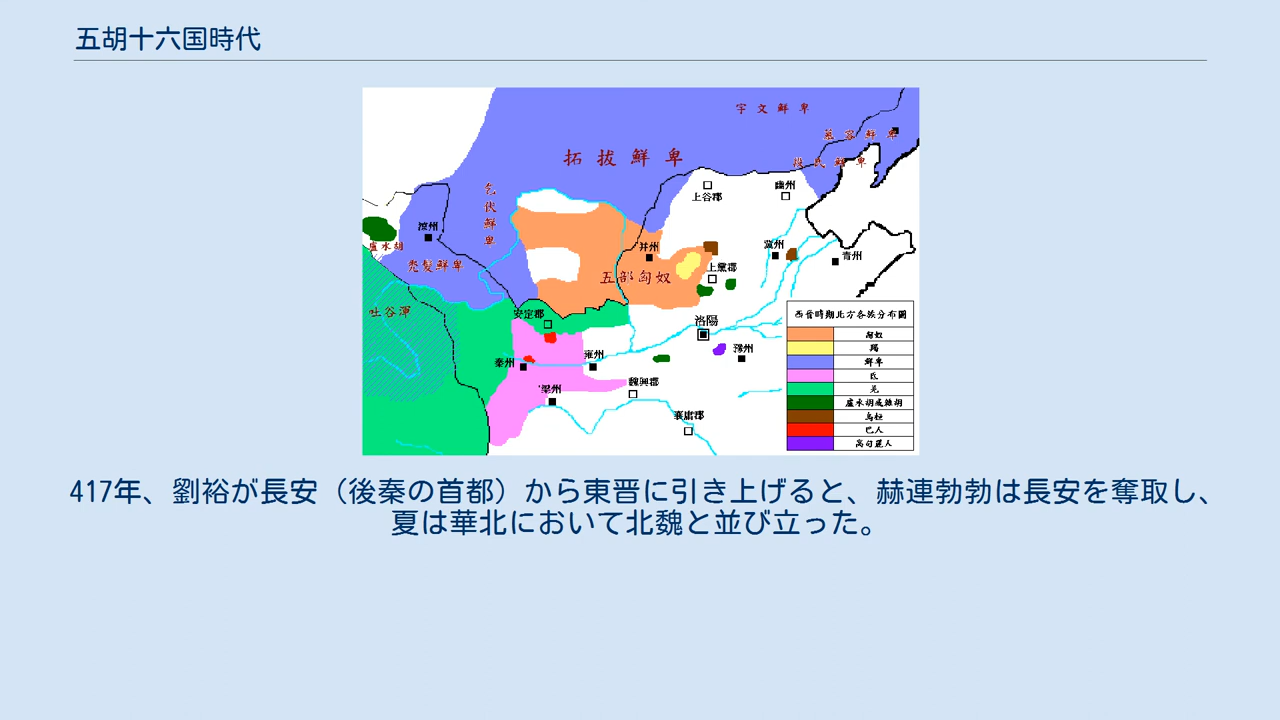 五胡十六国時代
宇文鮮卑
慕容鮮卑
拓拔鮮卑
段氏鮮卑
乞伏鮮卑
上谷郡
幽州
涼州
盧水胡
禿髮鮮卑
并州
冀州
青州
上黨郡
五部匈奴
吐谷渾
安定郡
洛陽
西晉時期北方各族分布圖
匈奴
羯
鮮卑
氐
羌
盧水胡或雜胡
烏桓
巴人
高句麗人
豫州
秦州
雍州
梁州
魏興郡
襄庸郡
417年、劉裕が長安（後秦の首都）から東晋に引き上げると、赫連勃勃は長安を奪取し、
夏は華北において北魏と並び立った。